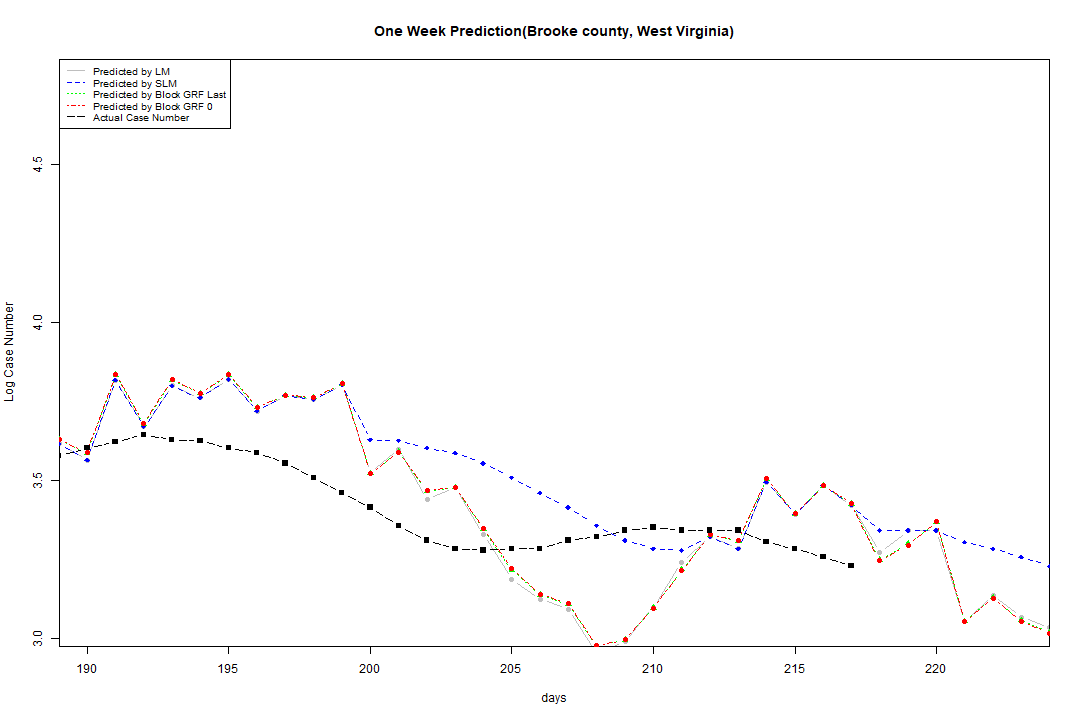 One Week Prediction(Brooke county, West Virginia)
Predicted by LM
Predicted by SLM
Predicted by Block GRF Last
Predicted by Block GRF 0
Actual Case Number
4.5
4.0
3.5
3.0
Log Case Number
190 195 200 205 210 215 220
days